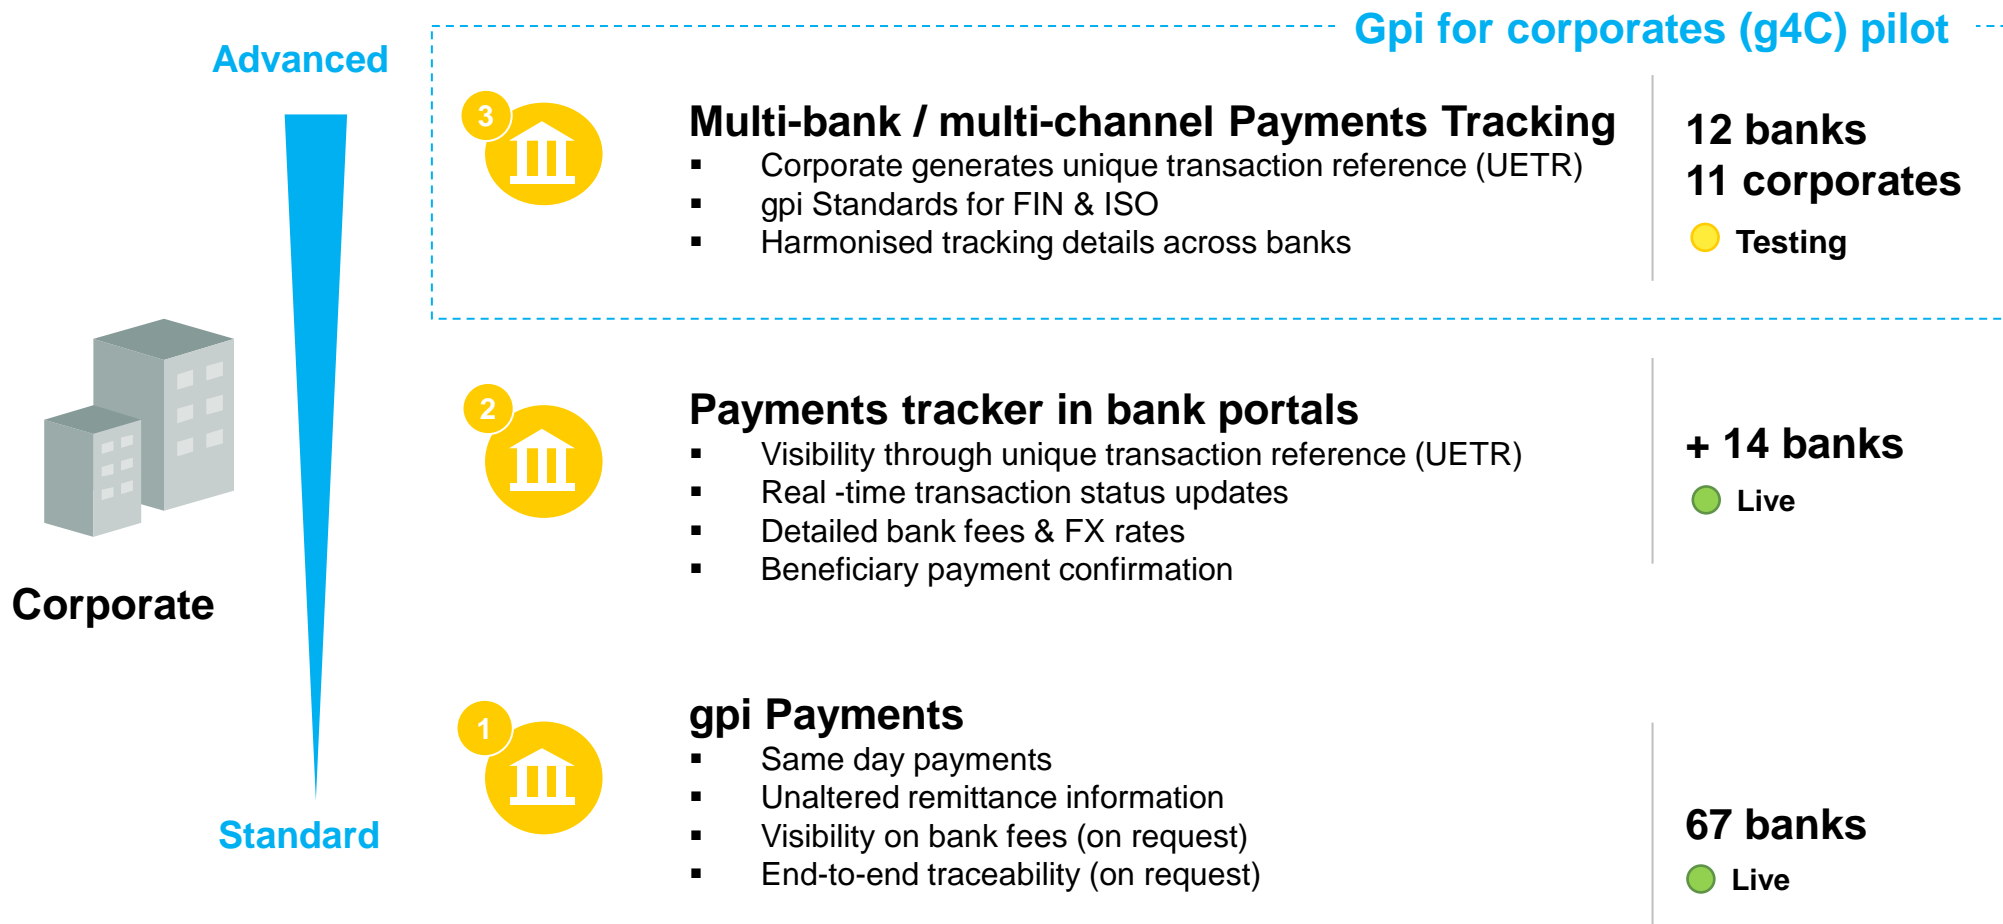 Gpi for corporates (g4C) pilot
Advanced
3
Multi-bank / multi-channel Payments Tracking
▪ Corporate generates unique transaction reference (UETR)
▪ gpi Standards for FIN & ISO
▪ Harmonised tracking details across banks
12 banks
11 corporates
Testing
2
Payments tracker in bank portals
▪ Visibility through unique transaction reference (UETR)
▪ Real -time transaction status updates
▪ Detailed bank fees & FX rates
▪ Beneficiary payment confirmation
+ 14 banks
Live
Corporate
1
gpi Payments
▪ Same day payments
▪ Unaltered remittance information
▪ Visibility on bank fees (on request)
▪ End-to-end traceability (on request)
67 banks
Live
Standard